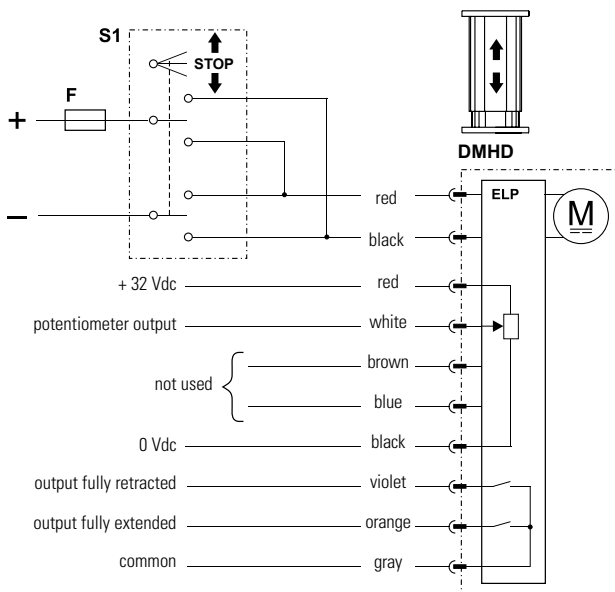 S1
STOP
F
+
–
DMHD
ELP
M
red
black
+ 32 Vdc red
potentiometer output white
not used
brown
blue
0 Vdc black
output fully retracted violet
output fully extended orange
common gray